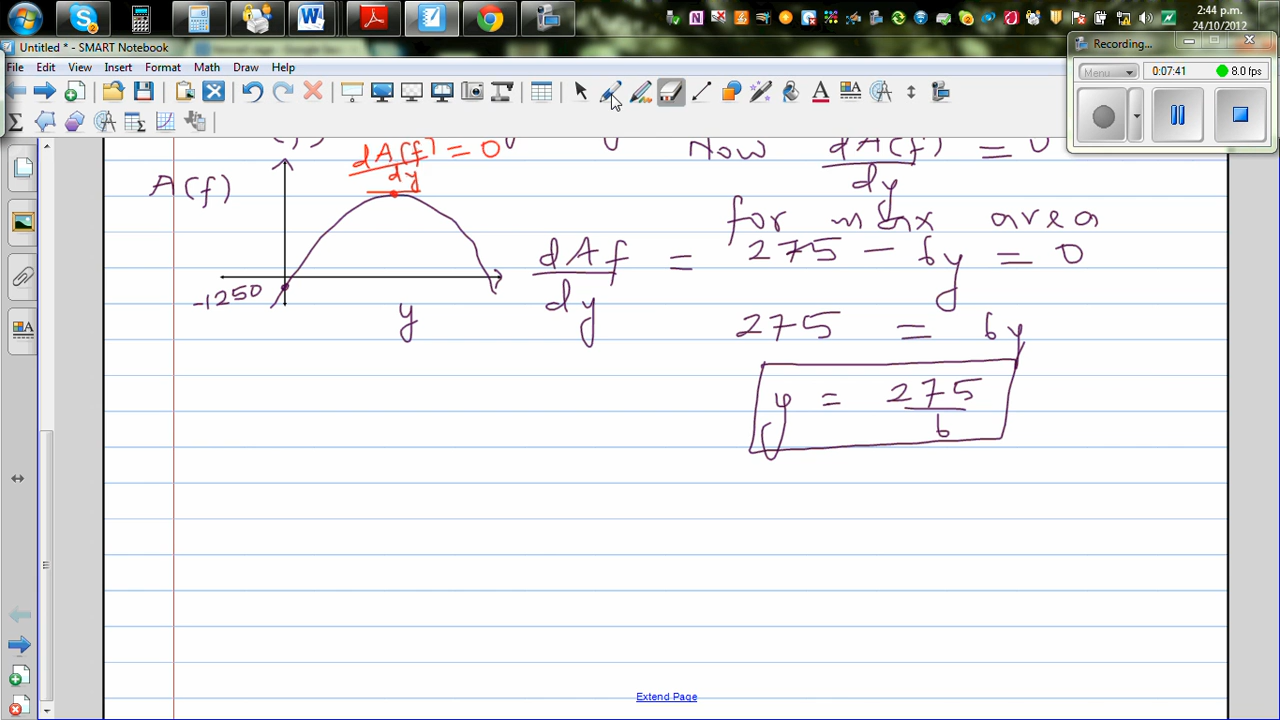 2:44 p.m.
24/10/2012
Untitled * - SMART Notebook
Recording...
File Edit View Insert Format Math Draw Help
Menu
0:07:41
8.0 fps
dA(f)/dy = 0
Now dA(f)/dy = 0
A(f)
for max area
dAf/dy = 275 - 6y = 0
-1250
y
275 = 6y
y = 275/6
Extend Page